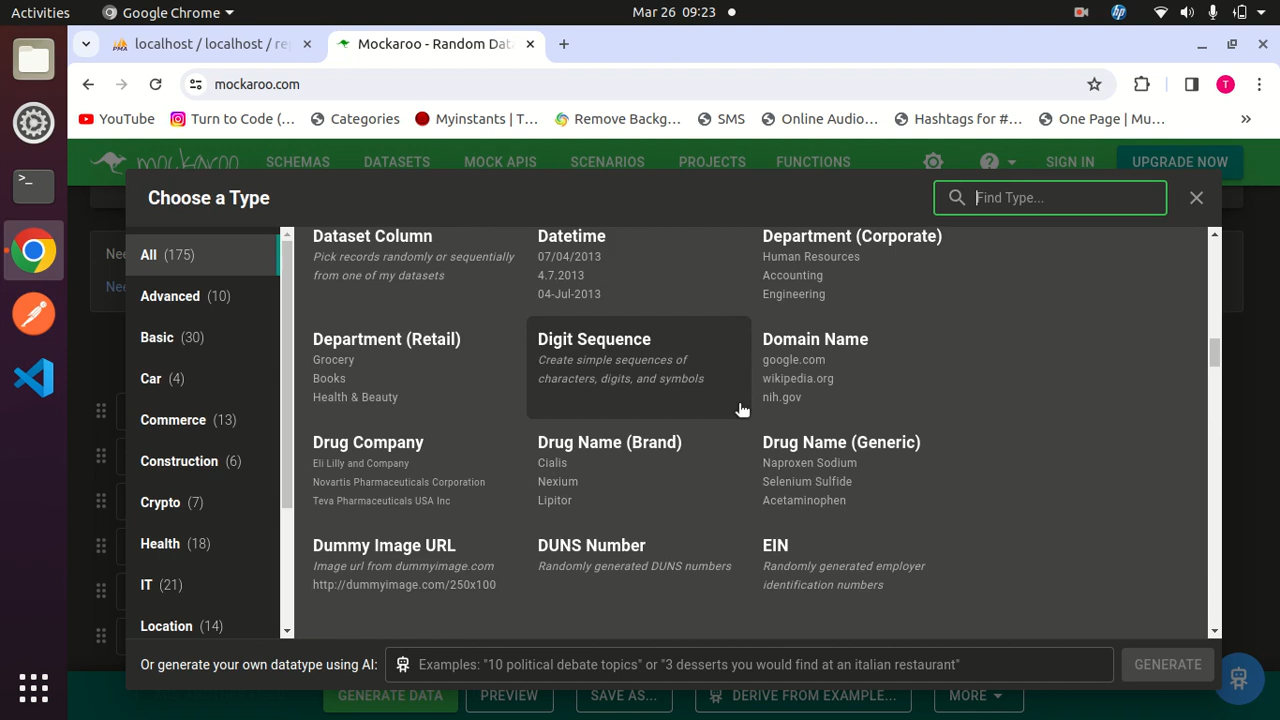 Activities
Google Chrome
Mar 26 09:23
localhost / localhost / re
Mockaroo - Random Dat
mockaroo.com
T
YouTube
Turn to Code (...
Categories
Myinstants | T...
Remove Backg...
SMS
Online Audio...
Hashtags for #...
One Page | Mu...
mockaroo
SCHEMAS
DATASETS
MOCK APIS
SCENARIOS
PROJECTS
FUNCTIONS
SIGN IN
UPGRADE NOW
Choose a Type
Find Type...
Nee
Nee
All (175)
Advanced (10)
Basic (30)
Car (4)
Commerce (13)
Construction (6)
Crypto (7)
Health (18)
IT (21)
Location (14)
Dataset Column
Pick records randomly or sequentially
from one of my datasets
Datetime
07/04/2013
4.7.2013
04-Jul-2013
Department (Corporate)
Human Resources
Accounting
Engineering
Department (Retail)
Grocery
Books
Health & Beauty
Digit Sequence
Create simple sequences of
characters, digits, and symbols
Domain Name
google.com
wikipedia.org
nih.gov
Drug Company
Eli Lilly and Company
Novartis Pharmaceuticals Corporation
Teva Pharmaceuticals USA Inc
Drug Name (Brand)
Cialis
Nexium
Lipitor
Drug Name (Generic)
Naproxen Sodium
Selenium Sulfide
Acetaminophen
Dummy Image URL
Image url from dummyimage.com
http://dummyimage.com/250x100
DUNS Number
Randomly generated DUNS numbers
EIN
Randomly generated employer
identification numbers
Or generate your own datatype using AI:
Examples: "10 political debate topics" or "3 desserts you would find at an italian restaurant"
GENERATE
GENERATE DATA
PREVIEW
SAVE AS...
DERIVE FROM EXAMPLE...
MORE